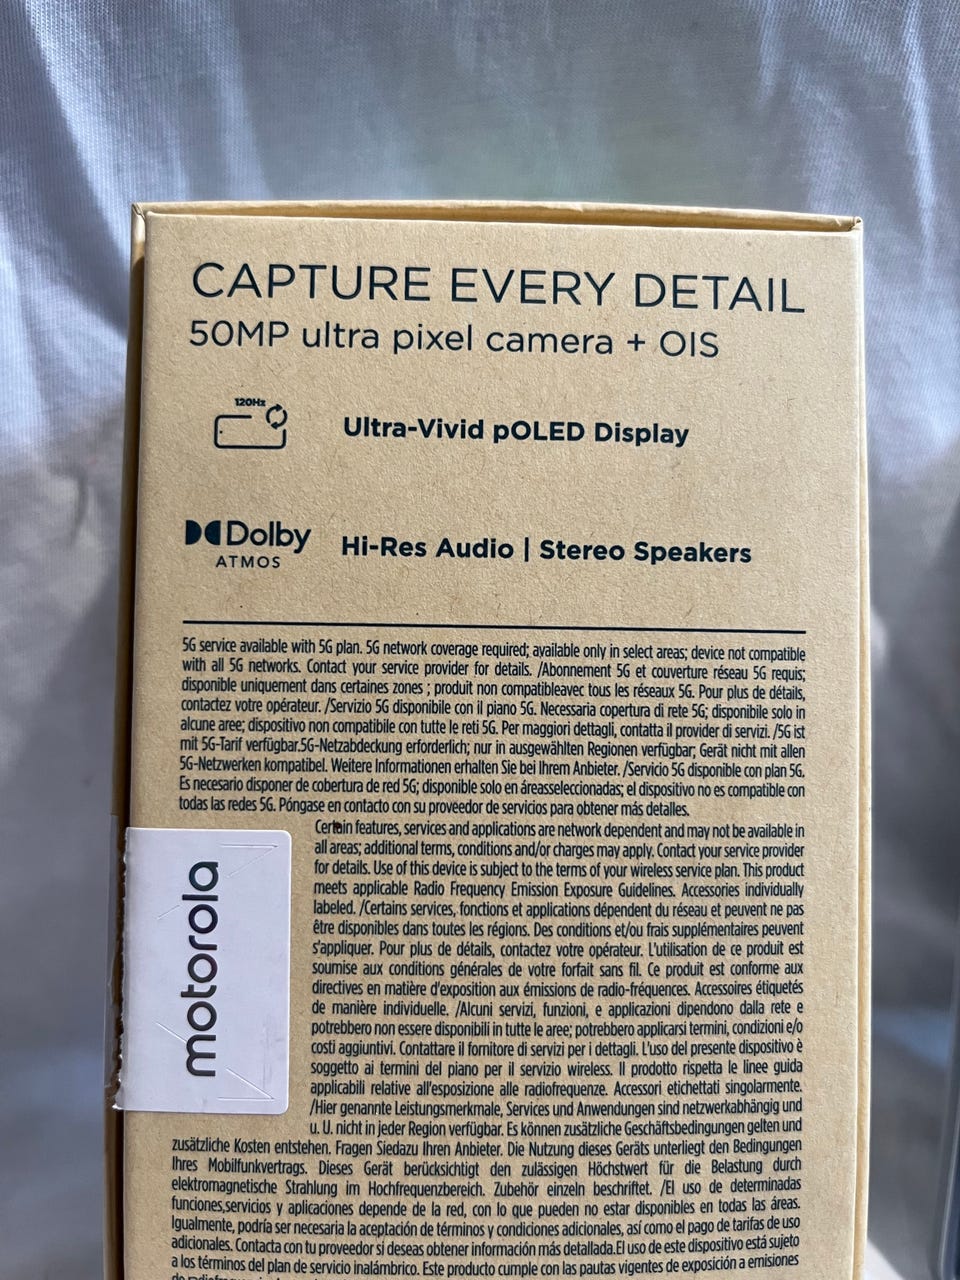 CAPTURE EVERY DETAIL
50MP ultra pixel camera + OIS
120Hz
Ultra-Vivid pOLED Display
Dolby
ATMOS
Hi-Res Audio | Stereo Speakers
5G service available with 5G plan. 5G network coverage required; available only in select areas; device not compatible
with all 5G networks. Contact your service provider for details. /Abonnement 5G et couverture réseau 5G requis;
disponible uniquement dans certaines zones ; produit non compatibleavec tous les réseaux 5G. Pour plus de détails,
contactez votre opérateur. /Servizio 5G disponibile con il piano 5G. Necessaria copertura di rete 5G; disponibile solo in
alcune aree; dispositivo non compatibile con tutte le reti 5G. Per maggiori dettagli, contatta il provider di servizi. /5G ist
mit 5G-Tarif verfügbar.5G-Netzabdeckung erforderlich; nur in ausgewählten Regionen verfügbar; Gerät nicht mit allen
5G-Netzwerken kompatibel. Weitere Informationen erhalten Sie bei Ihrem Anbieter. /Servicio 5G disponible con plan 5G.
Es necesario disponer de cobertura de red 5G; disponible solo en áreasseleccionadas; el dispositivo no es compatible con
todas las redes 5G. Póngase en contacto con su proveedor de servicios para obtener más detalles.
Certain features, services and applications are network dependent and may not be available in
all areas; additional terms, conditions and/or charges may apply. Contact your service provider
for details. Use of this device is subject to the terms of your wireless service plan. This product
meets applicable Radio Frequency Emission Exposure Guidelines. Accessories individually
labeled. /Certains services, fonctions et applications dépendent du réseau et peuvent ne pas
être disponibles dans toutes les régions. Des conditions et/ou frais supplémentaires peuvent
s'appliquer. Pour plus de détails, contactez votre opérateur. L'utilisation de ce produit est
soumise aux conditions générales de votre forfait sans fil. Ce produit est conforme aux
directives en matière d'exposition aux émissions de radio-fréquences. Accessoires étiquetés
de manière individuelle. /Alcuni servizi, funzioni, e applicazioni dipendono dalla rete e
potrebbero non essere disponibili in tutte le aree; potrebbero applicarsi termini, condizioni e/o
costi aggiuntivi. Contattare il fornitore di servizi per i dettagli. L'uso del presente dispositivo è
soggetto ai termini del piano per il servizio wireless. Il prodotto rispetta le linee guida
applicabili relative all'esposizione alle radiofrequenze. Accessori etichettati singolarmente.
/Hier genannte Leistungsmerkmale, Services und Anwendungen sind netzwerkabhängig und
u. U. nicht in jeder Region verfügbar. Es können zusätzliche Geschäftsbedingungen gelten und
zusätzliche Kosten entstehen. Fragen Siedazu Ihren Anbieter. Die Nutzung dieses Geräts unterliegt den Bedingungen
Ihres Mobilfunkvertrags. Dieses Gerät berücksichtigt den zulässigen Höchstwert für die Belastung durch
elektromagnetische Strahlung im Hochfrequenzbereich. Zubehör einzeln beschriftet. /El uso de determinadas
funciones,servicios y aplicaciones depende de la red, con lo que pueden no estar disponibles en todas las áreas.
Igualmente, podría ser necesaria la aceptación de términos y condiciones adicionales, así como el pago de tarifas de uso
adicionales. Contacta con tu proveedor si deseas obtener información más detallada.El uso de este dispositivo está sujeto
a los términos del plan de servicio inalámbrico. Este producto cumple con las pautas vigentes de exposición a emisiones
motorola